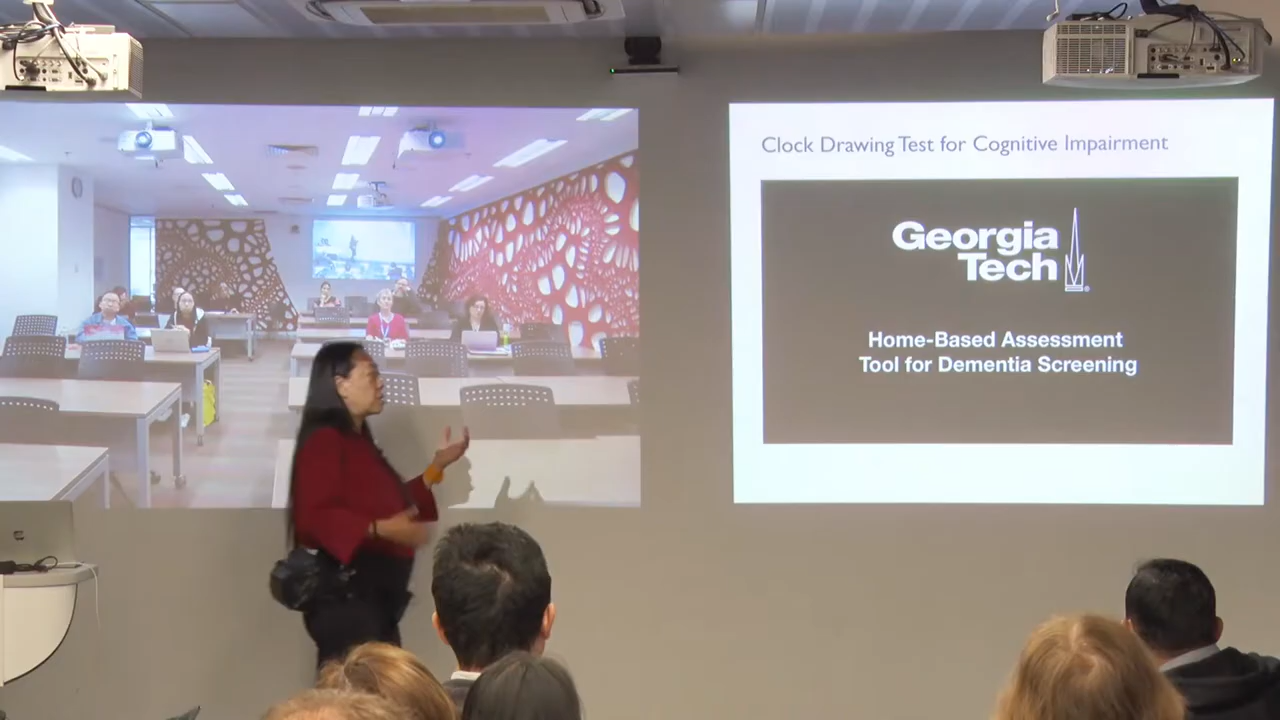 Clock Drawing Test for Cognitive Impairment
Georgia
Tech
Home-Based Assessment
Tool for Dementia Screening